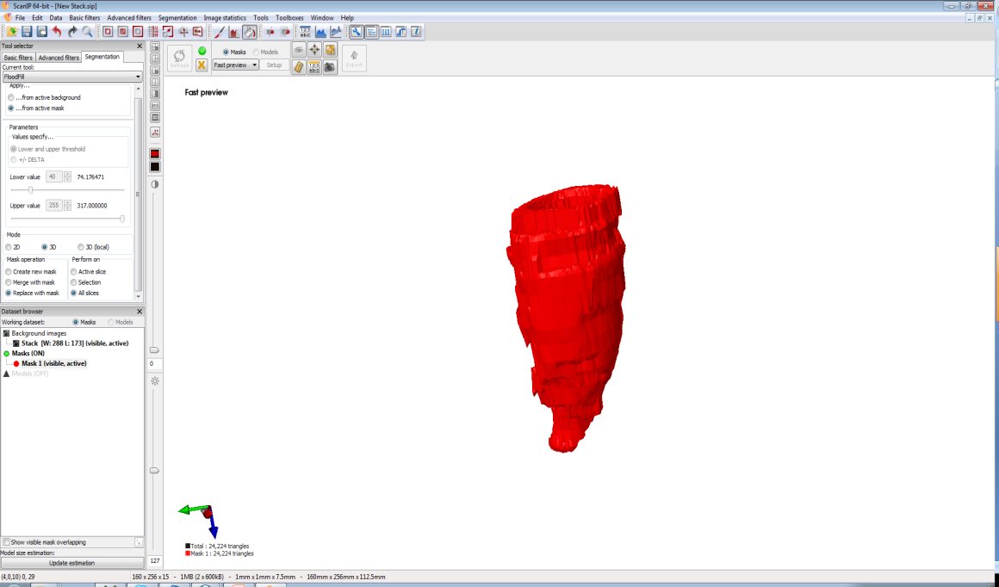 ScanIP 64-bit - [New Stack.sip]
File Edit Data Basic filters Advanced filters Segmentation Image statistics Tools Toolboxes Window Help
Tool selector
Basic filters Advanced filters Segmentation
Current tool:
FloodFill
Apply...
...from active background
...from active mask
Parameters
Values specify...
Lower and upper threshold
+/- DELTA
Lower value 40 74.176471
Upper value 255 317.000000
Mode
2D 3D 3D (local)
Mask operation Perform on
Create new mask Active slice
Merge with mask Selection
Replace with mask All slices
Dataset browser
Working dataset: Masks Models
Background images
Stack [W: 288 L: 173] (visible, active)
Masks (ON)
Mask 1 (visible, active)
Models (OFF)
Show visible mask overlapping
Model size estimation:
Update estimation
0
127
Refresh
Masks Models
Fast preview Setup
Export
Fast preview
Total : 24,224 triangles
Mask 1 : 24,224 triangles
(4,0,10) 0, 29
160 x 256 x 15 - 1MB (2 x 600kB) - 1mm x 1mm x 7.5mm - 160mm x 256mm x 112.5mm